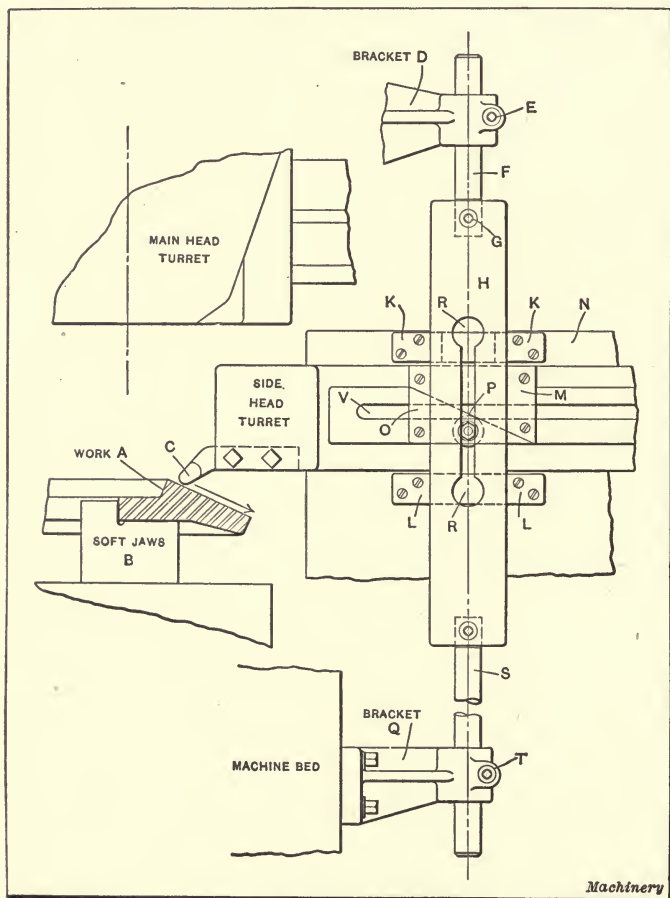 BRACKET D
E
F
G
MAIN HEAD
TURRET
H
R
K
K
N
SIDE
HEAD
TURRET
P
M
V
O
C
WORK A
L
L
R
SOFT JAWS
B
S
BRACKET
Q
MACHINE BED
T
Machinery